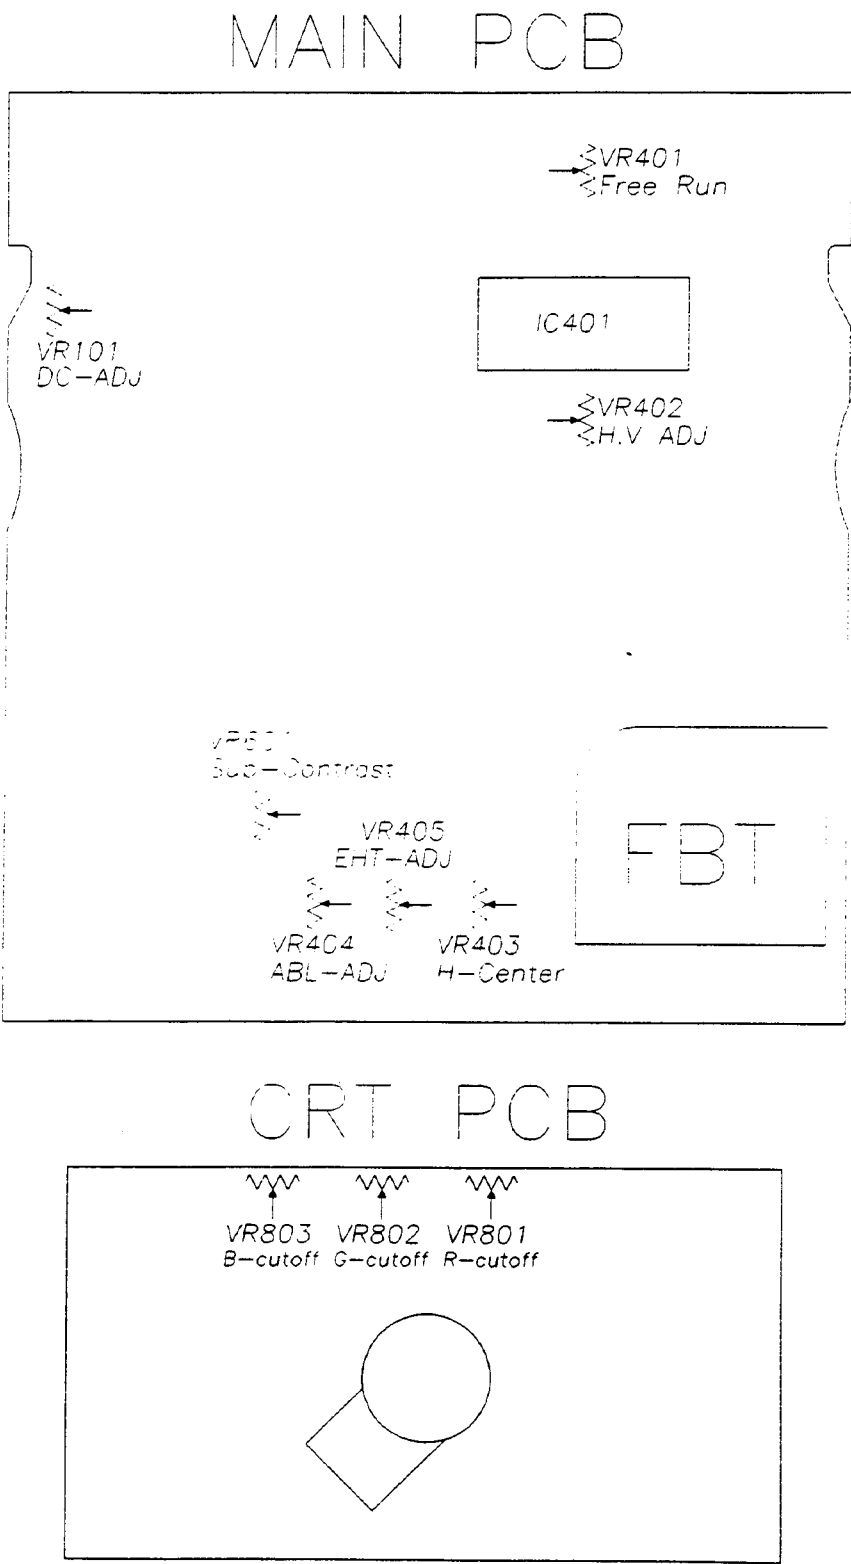 MAIN PCB
VR401
Free Run
IC401
VR101
DC-ADJ
VR402
H.V ADJ
Sub-Contrast
VR405
EHT-ADJ
FBT
VR404
ABL-ADJ
VR403
H-Center
CRT PCB
VR803
B-cutoff
VR802
G-cutoff
VR801
R-cutoff